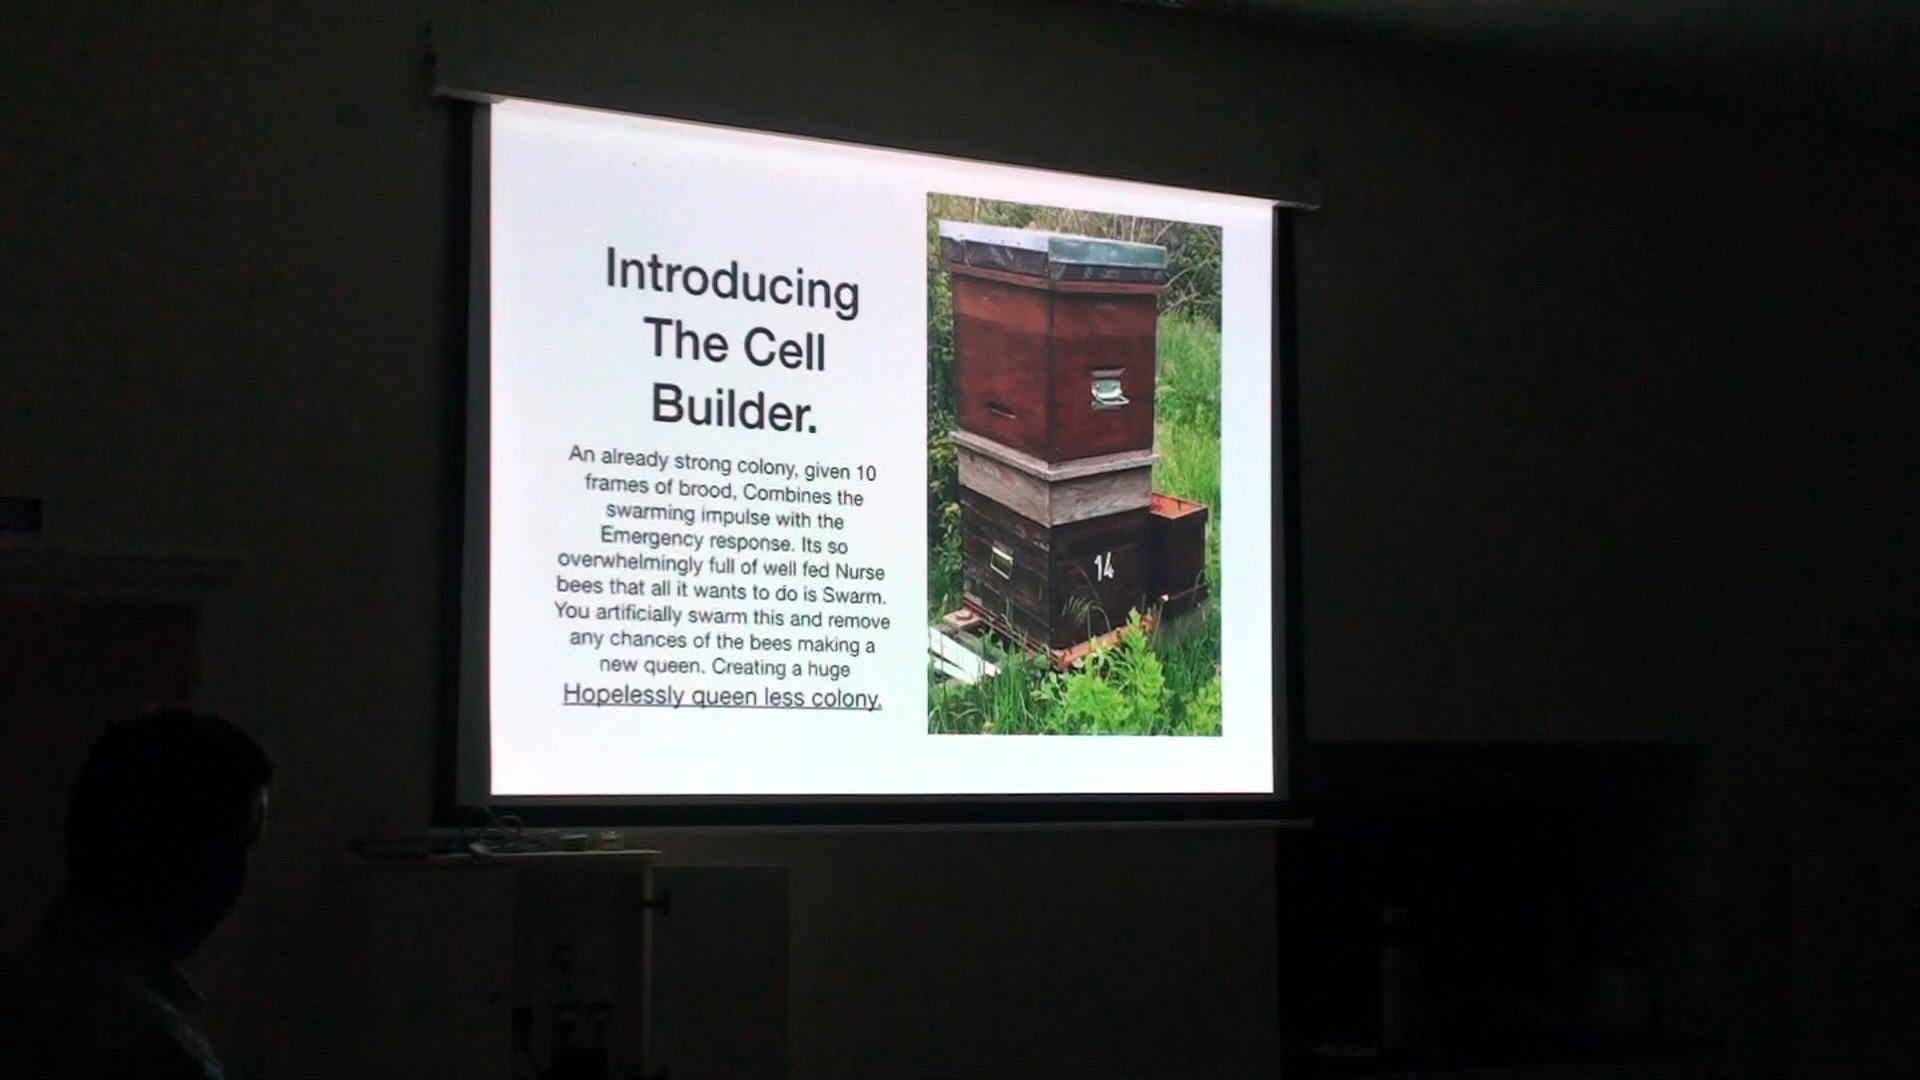 Introducing
The Cell
Builder.
An already strong colony, given 10
frames of brood, Combines the
swarming impulse with the
Emergency response. Its so
overwhelmingly full of well fed Nurse
bees that all it wants to do is Swarm.
You artificially swarm this and remove
any chances of the bees making a
new queen. Creating a huge
Hopelessly queen less colony.
14